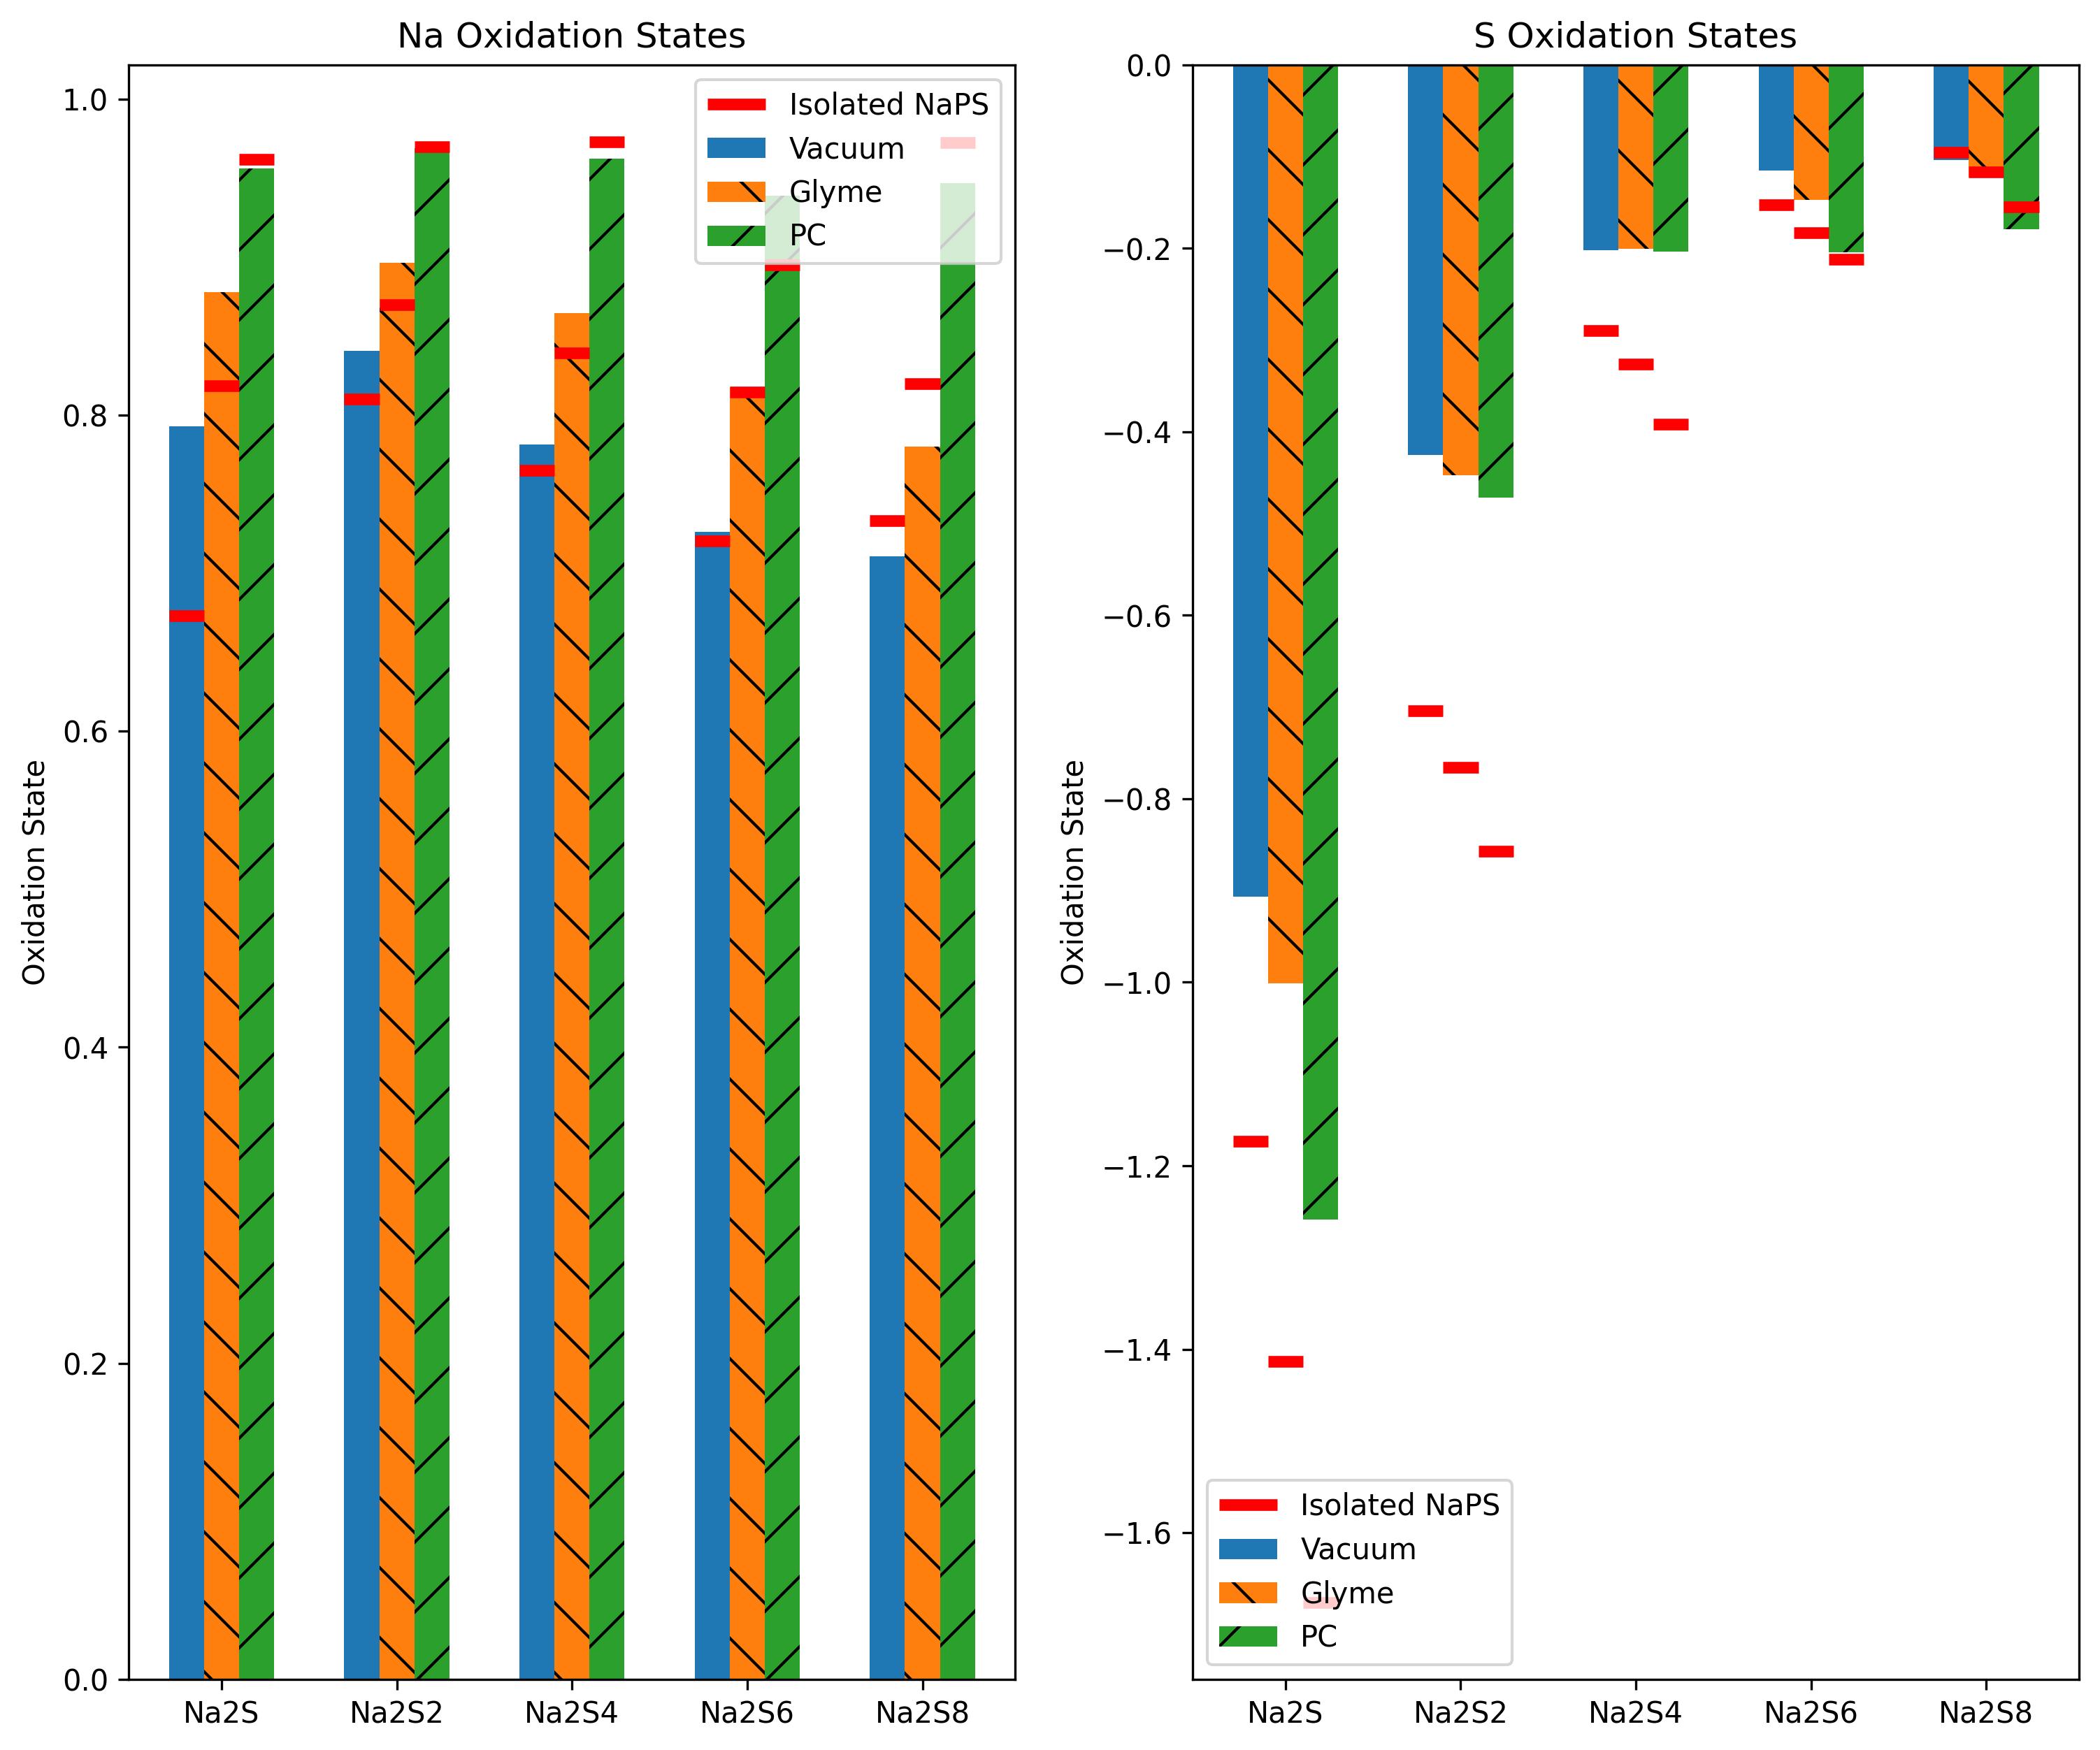 Na Oxidation States
Oxidation State
1.0
0.8
0.6
0.4
0.2
0.0
Isolated NaPS
Vacuum
Glyme
PC
Na2S
Na2S2
Na2S4
Na2S6
Na2S8
S Oxidation States
Oxidation State
0.0
−0.2
−0.4
−0.6
−0.8
−1.0
−1.2
−1.4
−1.6
Isolated NaPS
Vacuum
Glyme
PC
Na2S
Na2S2
Na2S4
Na2S6
Na2S8